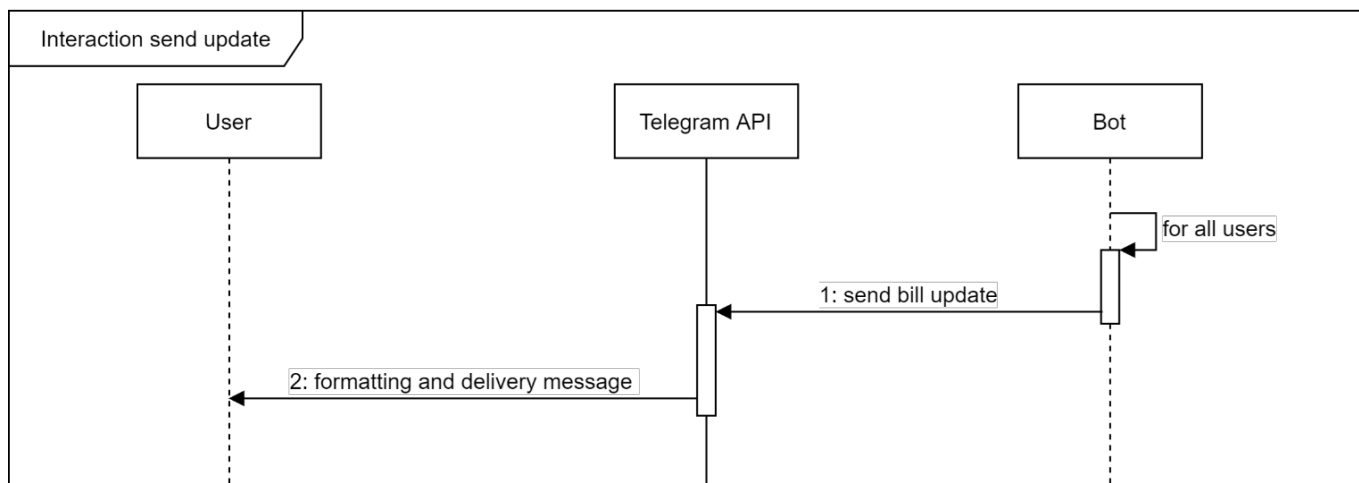 Interaction send update
User
Telegram API
Bot
for all users
1: send bill update
2: formatting and delivery message